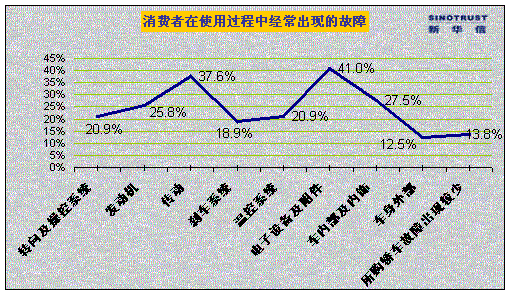 消费者在使用过程中经常出现的故障
SINOTRUST
新华信
45%
40%
35%
30%
25%
20%
15%
10%
5%
0%
20.9%
25.8%
37.6%
18.9%
20.9%
41.0%
27.5%
12.5%
13.8%
转向及操控系统
发动机
传动
刹车系统
温控系统
电子设备及附件
车内部及内饰
车身外部
所购轿车故障出现较少